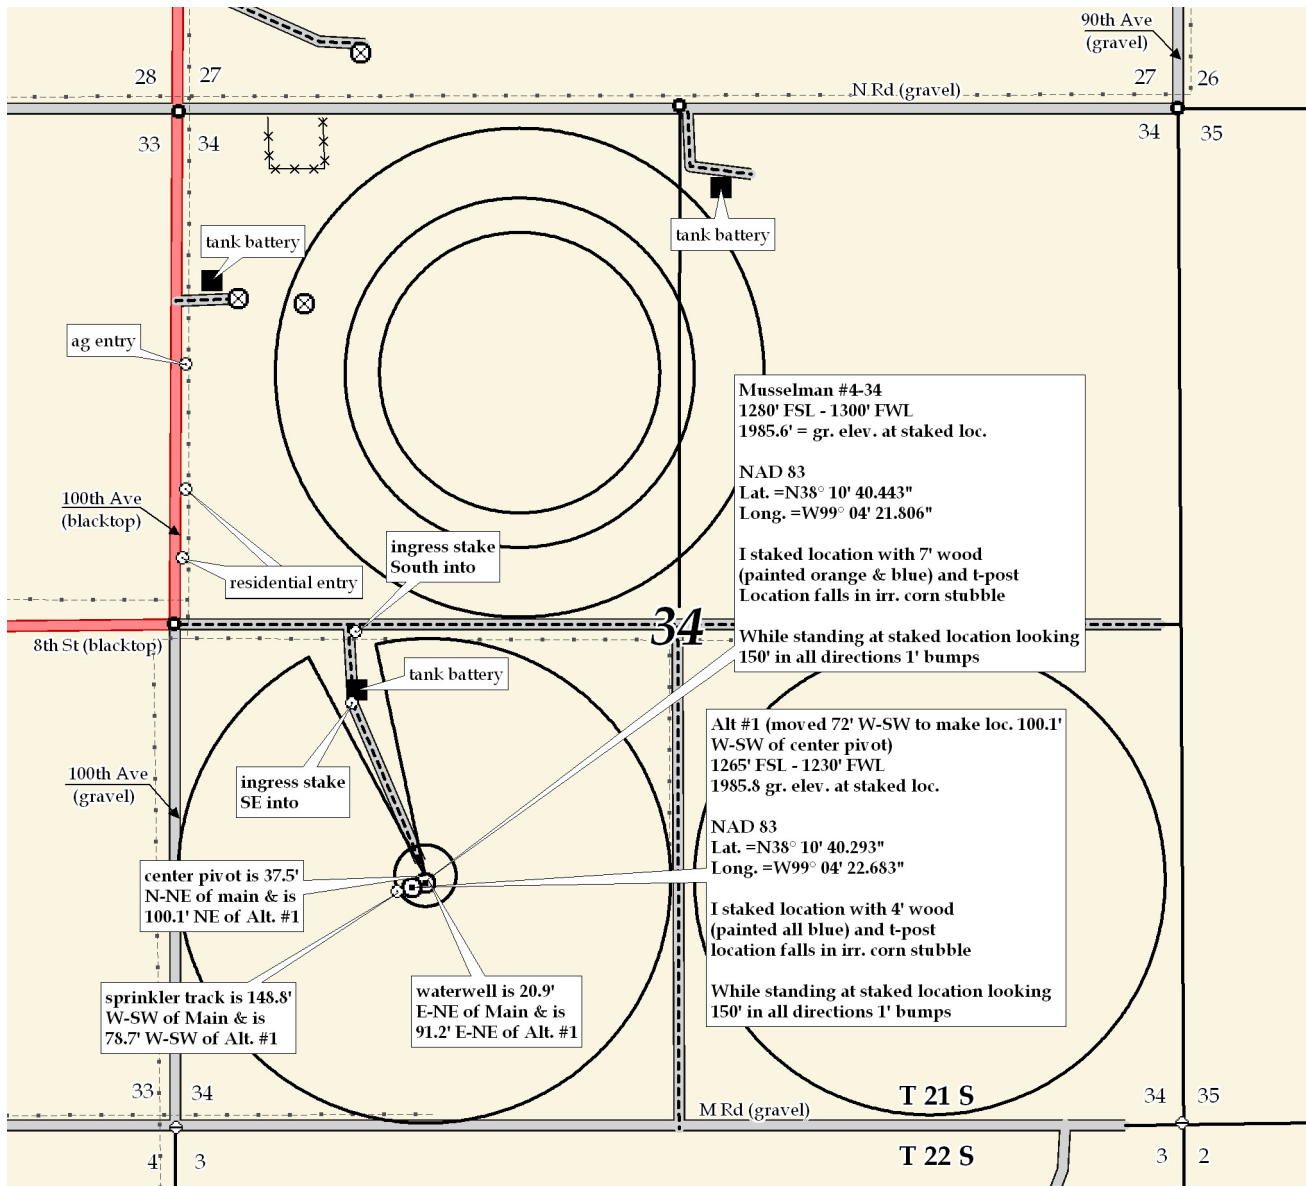 90th Ave
(gravel)
28
27
27
26
N Rd (gravel)
33
34
34
35
tank battery
tank battery
ag entry
Musselman #4-34
1280' FSL - 1300' FWL
1985.6' = gr. elev. at staked loc.
NAD 83
Lat. =N38° 10' 40.443"
Long. =W99° 04' 21.806"
I staked location with 7' wood
(painted orange & blue) and t-post
Location falls in irr. corn stubble
While standing at staked location looking
150' in all directions 1' bumps
100th Ave
(blacktop)
ingress stake
South into
residential entry
34
8th St (blacktop)
tank battery
Alt #1 (moved 72' W-SW to make loc. 100.1'
W-SW of center pivot)
1265' FSL - 1230' FWL
1985.8 gr. elev. at staked loc.
NAD 83
Lat. =N38° 10' 40.293"
Long. =W99° 04' 22.683"
I staked location with 4' wood
(painted all blue) and t-post
location falls in irr. corn stubble
While standing at staked location looking
150' in all directions 1' bumps
100th Ave
(gravel)
ingress stake
SE into
center pivot is 37.5'
N-NE of main & is
100.1' NE of Alt. #1
sprinkler track is 148.8'
W-SW of Main & is
78.7' W-SW of Alt. #1
waterwell is 20.9'
E-NE of Main & is
91.2' E-NE of Alt. #1
33
34
T 21 S
34
35
M Rd (gravel)
4
3
T 22 S
3
2